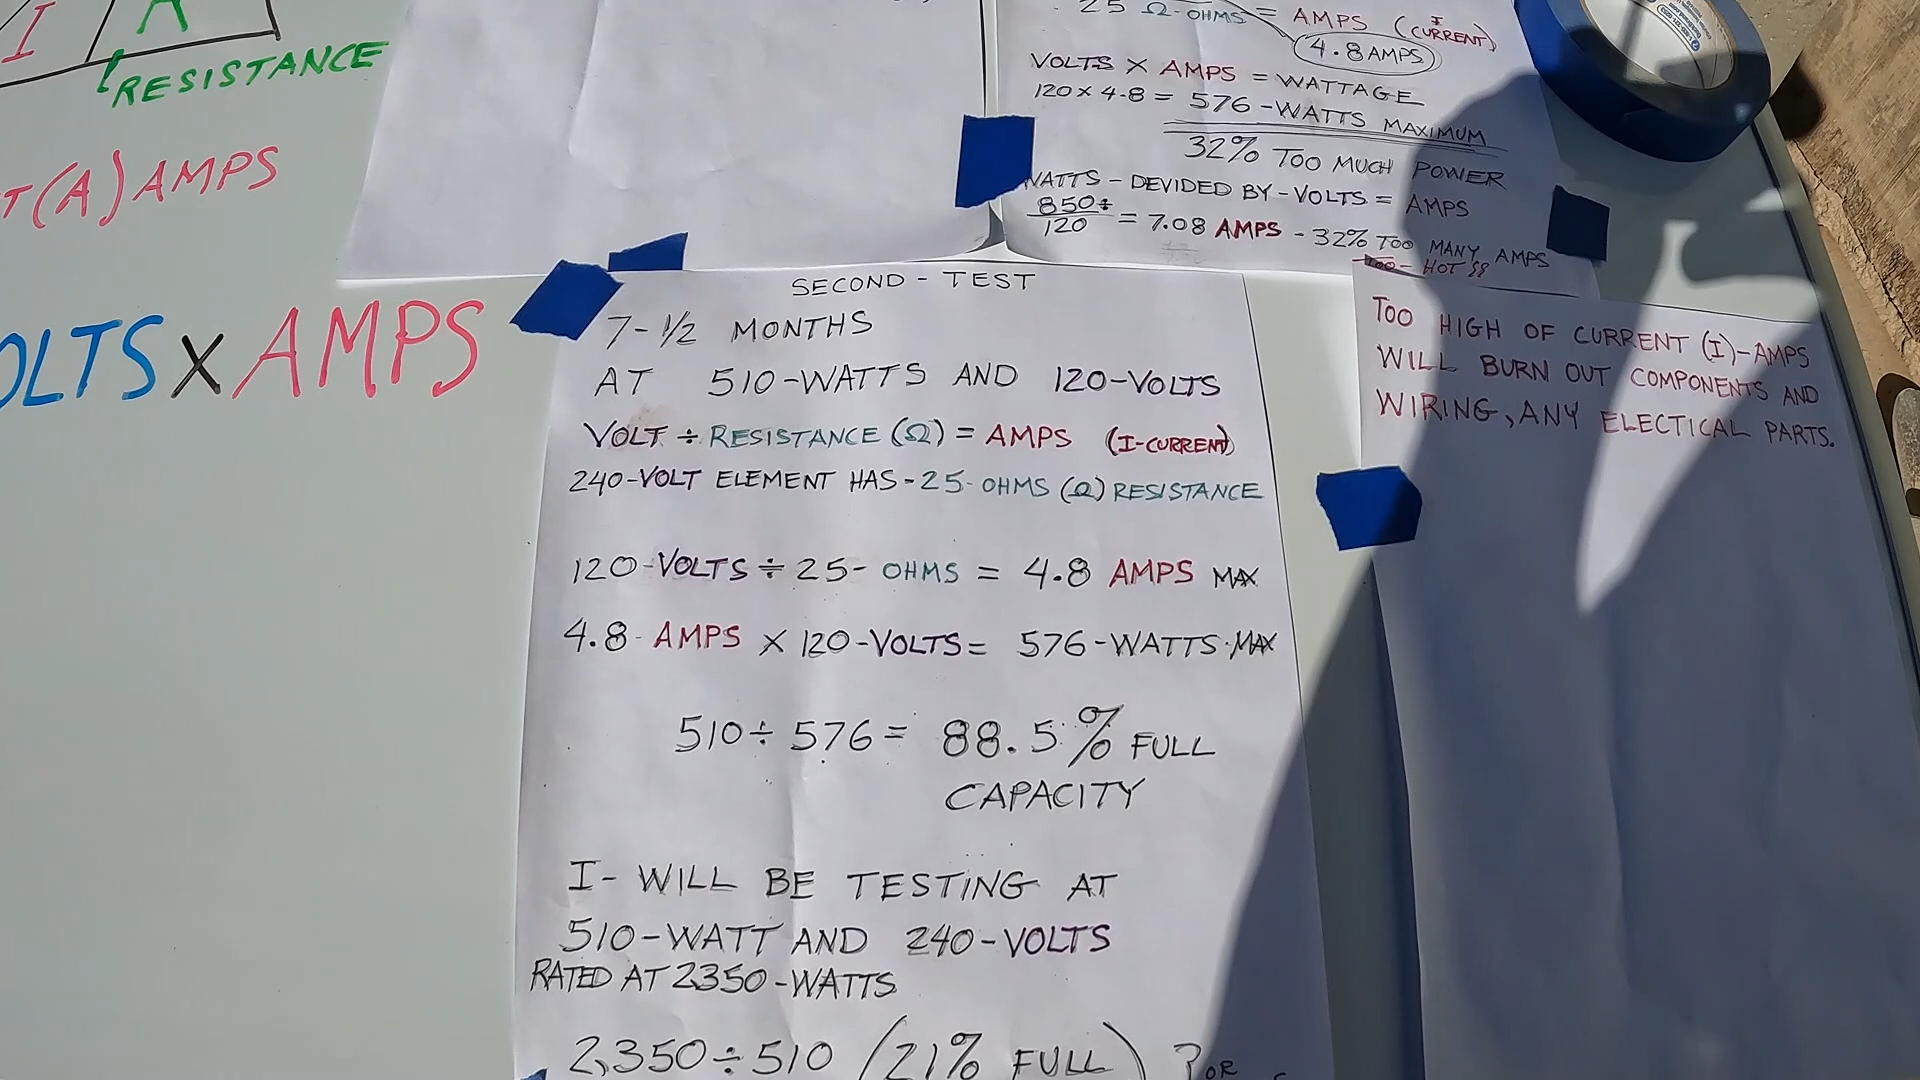 I A
RESISTANCE
T(A) AMPS
OLTS X AMPS
25 Ω-OHMS = AMPS (I CURRENT)
4.8 AMPS
VOLTS X AMPS = WATTAGE
120 X 4.8 = 576-WATTS MAXIMUM
32% TOO MUCH POWER
WATTS - DEVIDED BY - VOLTS = AMPS
850÷
120
= 7.08 AMPS - 32% TOO MANY AMPS
TOO - HOT
SECOND - TEST
7-1/2 MONTHS
AT 510-WATTS AND 120-VOLTS
VOLT ÷ RESISTANCE (Ω) = AMPS (I-CURRENT)
240-VOLT ELEMENT HAS - 25 - OHMS (Ω) RESISTANCE
120-VOLTS ÷ 25- OHMS = 4.8 AMPS MAX
4.8 - AMPS X 120-VOLTS = 576-WATTS-MAX
510 ÷ 576 = 88.5% FULL
CAPACITY
I- WILL BE TESTING AT
510-WATT AND 240-VOLTS
RATED AT 2350-WATTS
2,350 ÷ 510 (21% FULL) ? OR
TOO HIGH OF CURRENT (I)-AMPS
WILL BURN OUT COMPONENTS AND
WIRING, ANY ELECTICAL PARTS.